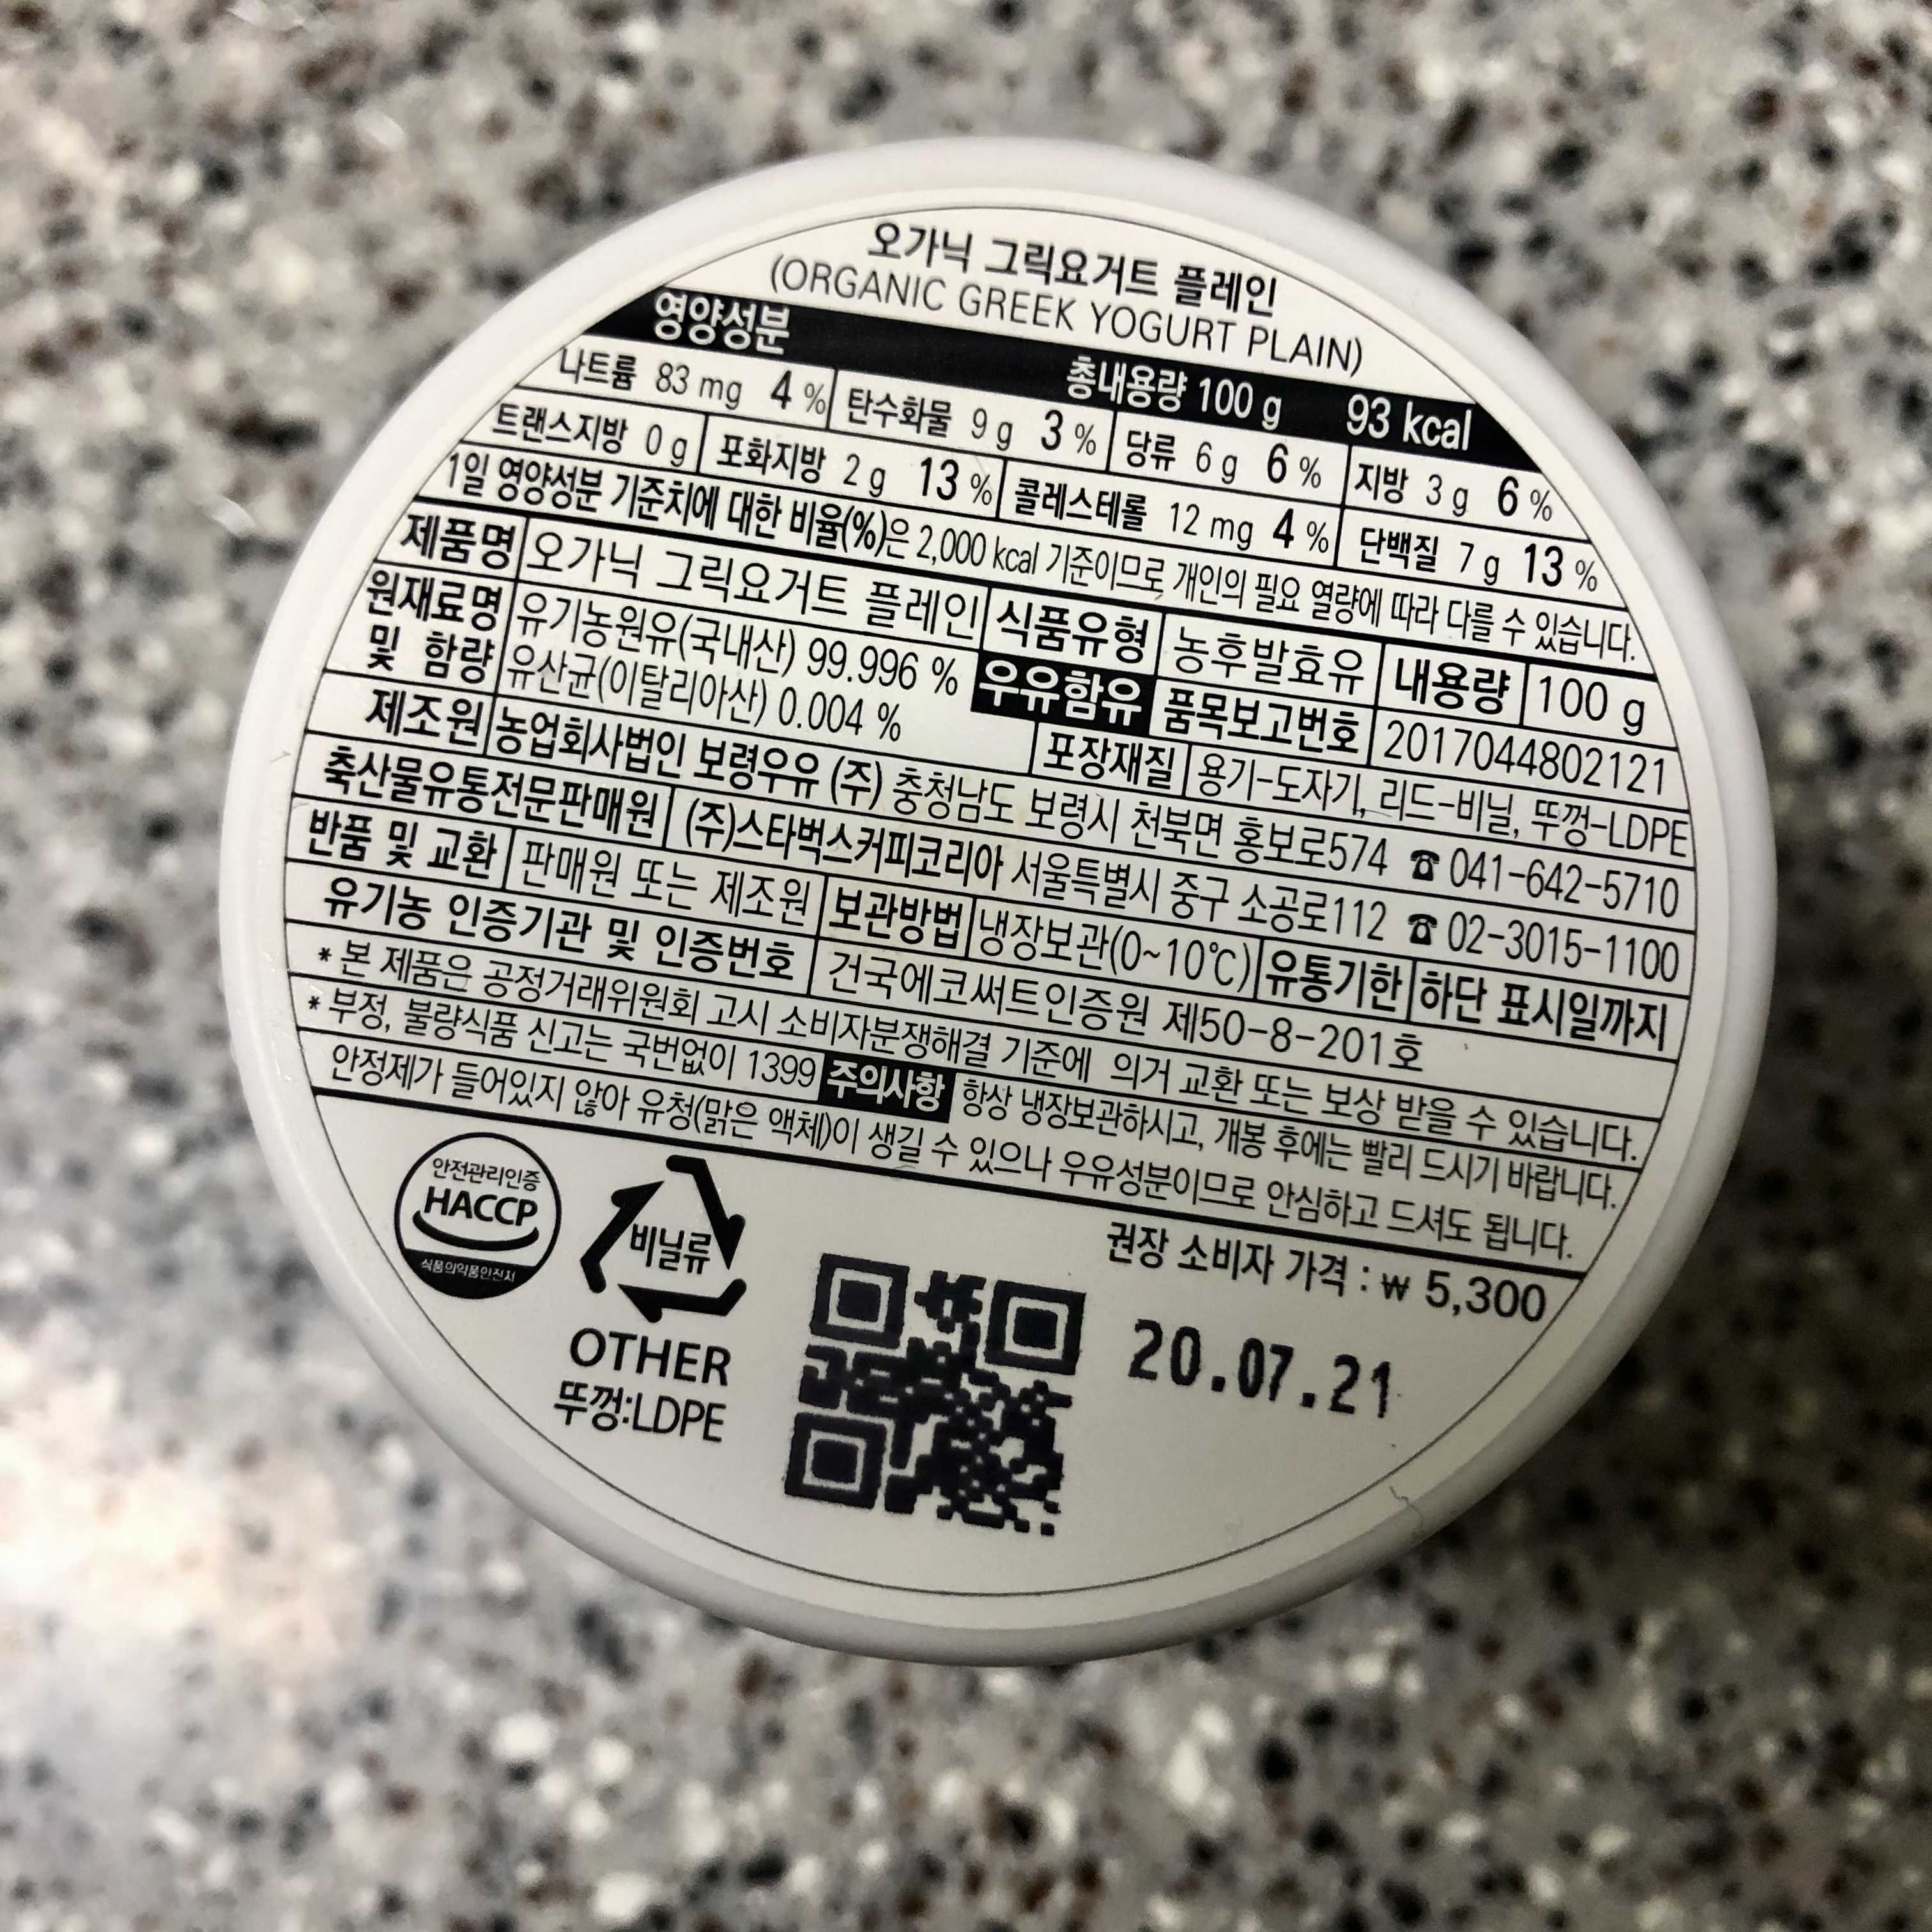 오가닉 그릭요거트 플레인
(ORGANIC GREEK YOGURT PLAIN)
영양성분 총내용량 100 g 93 kcal
나트륨 83 mg 4 % 탄수화물 9 g 3 % 당류 6 g 6 % 지방 3 g 6 %
트랜스지방 0 g 포화지방 2 g 13 % 콜레스테롤 12 mg 4 % 단백질 7 g 13 %
1일 영양성분 기준치에 대한 비율(%)은 2,000 kcal 기준이므로 개인의 필요 열량에 따라 다를 수 있습니다.
제품명 오가닉 그릭요거트 플레인 식품유형 농후발효유 내용량 100 g
원재료명 및 함량 유기농원유(국내산) 99.996 % 우유함유 품목보고번호 2017044802121
유산균(이탈리아산) 0.004 % 포장재질 용기-도자기, 리드-비닐, 뚜껑-LDPE
제조원 농업회사법인 보령우유 (주) 충청남도 보령시 천북면 홍보로574 ☎ 041-642-5710
축산물유통전문판매원 (주)스타벅스커피코리아 서울특별시 중구 소공로112 ☎ 02-3015-1100
반품 및 교환 판매원 또는 제조원 보관방법 냉장보관(0~10℃) 유통기한 하단 표시일까지
유기농 인증기관 및 인증번호 건국에코써트인증원 제50-8-201호
* 본 제품은 공정거래위원회 고시 소비자분쟁해결 기준에 의거 교환 또는 보상 받을 수 있습니다.
* 부정, 불량식품 신고는 국번없이 1399 주의사항 항상 냉장보관하시고, 개봉 후에는 빨리 드시기 바랍니다.
안정제가 들어있지 않아 유청(맑은 액체)이 생길 수 있으나 우유성분이므로 안심하고 드셔도 됩니다.
권장 소비자 가격 : ₩ 5,300
안전관리인증
HACCP
식품의약품안전처
비닐류
OTHER
뚜껑:LDPE
20.07.21